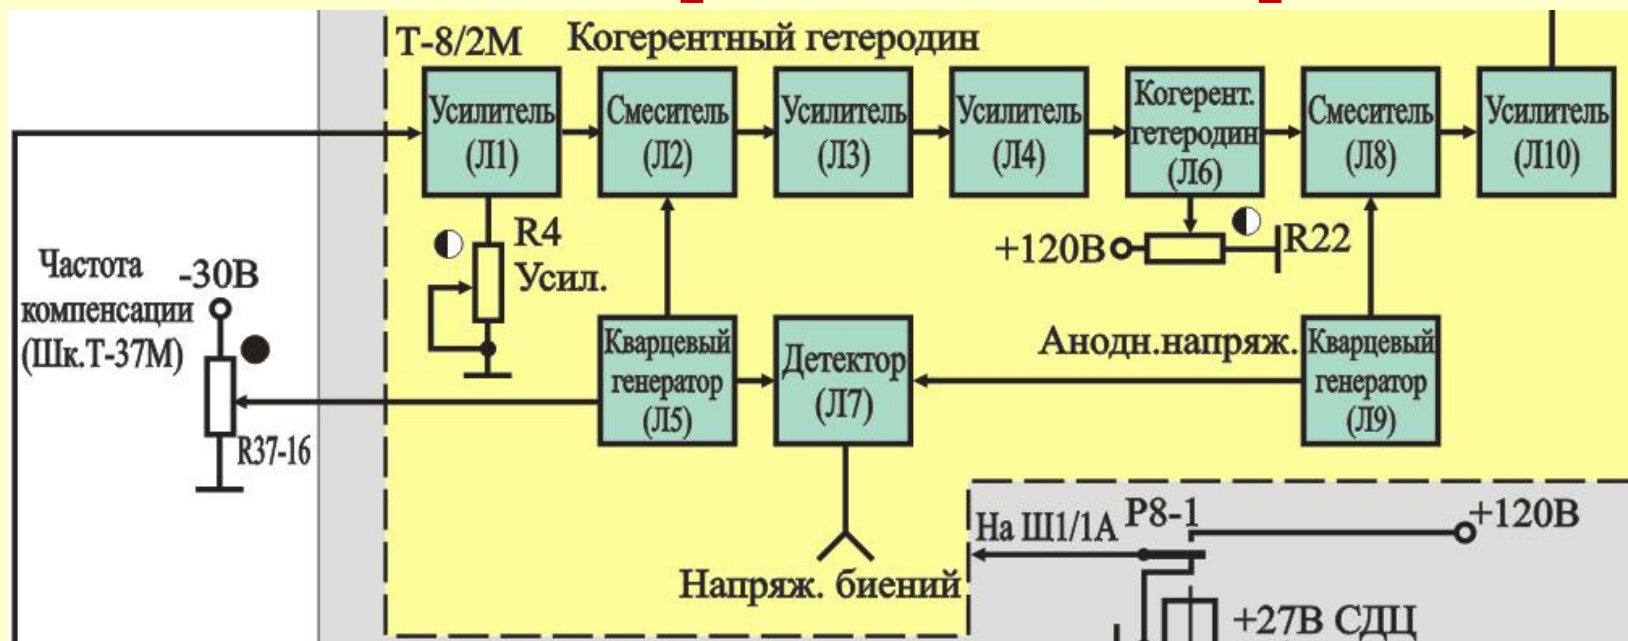 Т-8/2М
Когерентный гетеродин
Усилитель
(Л1)
Смеситель
(Л2)
Усилитель
(Л3)
Усилитель
(Л4)
Когерент.
гетеродин
(Л6)
Смеситель
(Л8)
Усилитель
(Л10)
R4
Усил.
+120В
R22
Частота
компенсации
(Шк.Т-37М)
-30В
R37-16
Кварцевый
генератор
(Л5)
Детектор
(Л7)
Анодн.напряж.
Кварцевый
генератор
(Л9)
Напряж. биений
На Ш1/1А
Р8-1
+120В
+27В СДЦ